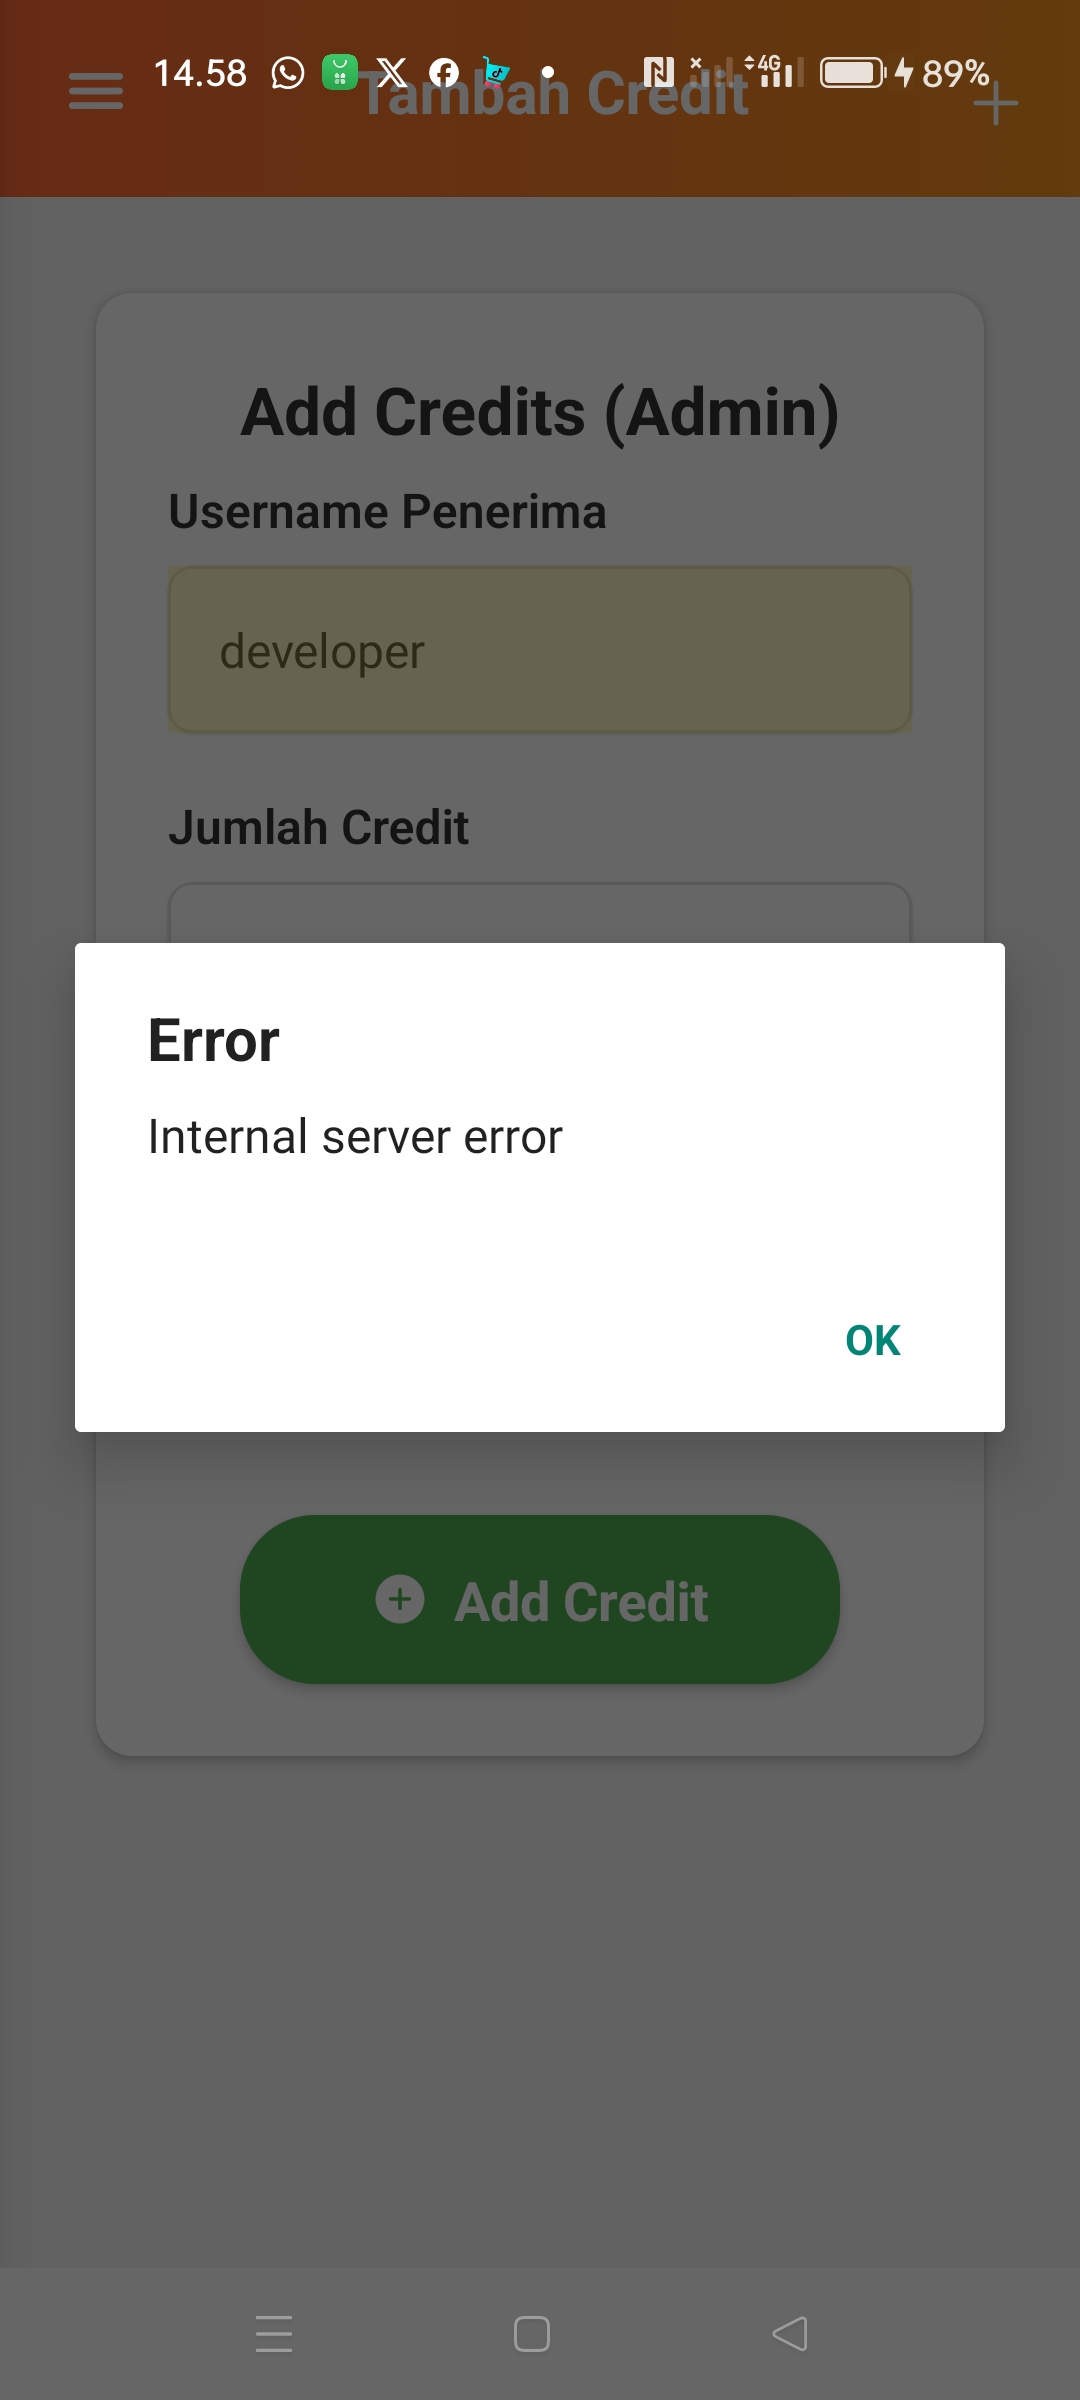 14.58
4G
89%
Tambah Credit
Add Credits (Admin)
Username Penerima
developer
Jumlah Credit
Error
Internal server error
OK
Add Credit